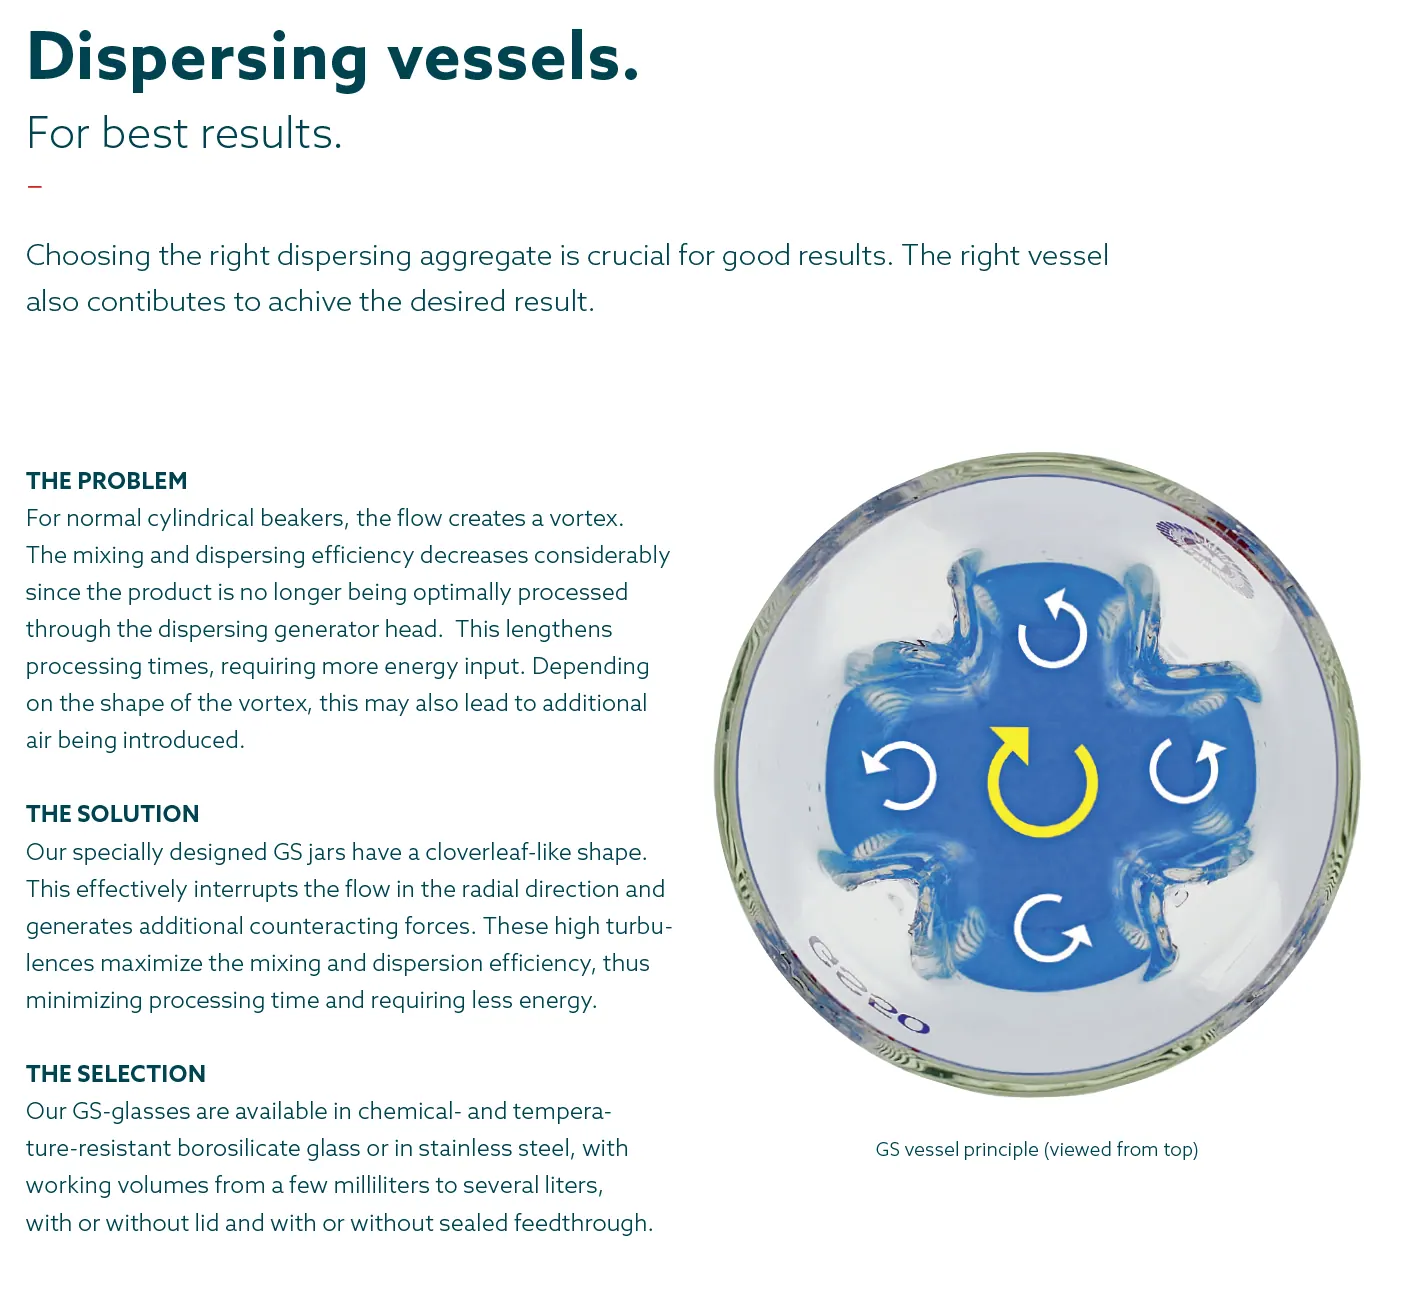 Dispersing vessels.
For best results.
–
Choosing the right dispersing aggregate is crucial for good results. The right vessel
also contibutes to achive the desired result.
THE PROBLEM
For normal cylindrical beakers, the flow creates a vortex.
The mixing and dispersing efficiency decreases considerably
since the product is no longer being optimally processed
through the dispersing generator head.  This lengthens
processing times, requiring more energy input. Depending
on the shape of the vortex, this may also lead to additional
air being introduced.
THE SOLUTION
Our specially designed GS jars have a cloverleaf-like shape.
This effectively interrupts the flow in the radial direction and
generates additional counteracting forces. These high turbu-
lences maximize the mixing and dispersion efficiency, thus
minimizing processing time and requiring less energy.
THE SELECTION
Our GS-glasses are available in chemical- and tempera-
ture-resistant borosilicate glass or in stainless steel, with
working volumes from a few milliliters to several liters,
with or without lid and with or without sealed feedthrough.
GS20
GS vessel principle (viewed from top)